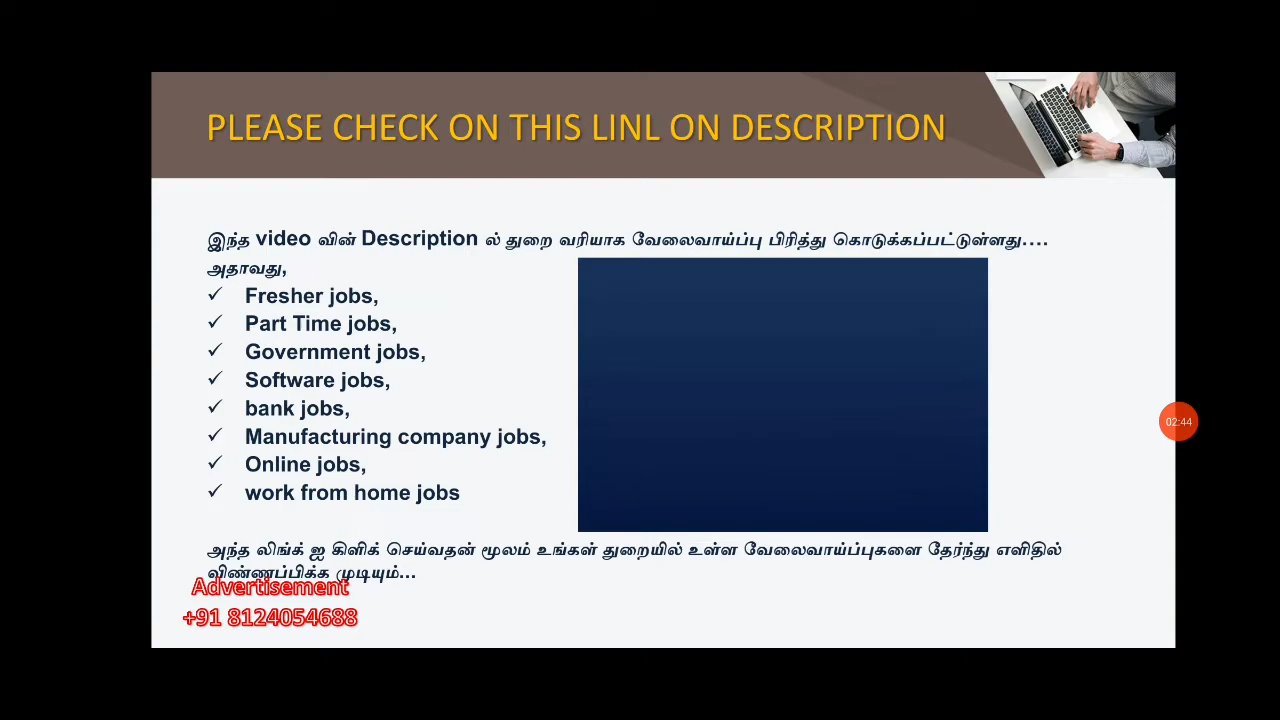 PLEASE CHECK ON THIS LINL ON DESCRIPTION
இந்த video வின் Description ல் துறை வரியாக வேலைவாய்ப்பு பிரித்து கொடுக்கப்பட்டுள்ளது....
அதாவது,
✓ Fresher jobs,
✓ Part Time jobs,
✓ Government jobs,
✓ Software jobs,
✓ bank jobs,
✓ Manufacturing company jobs,
✓ Online jobs,
✓ work from home jobs
02:44
அந்த லிங்க் ஐ கிளிக் செய்வதன் மூலம் உங்கள் துறையில் உள்ள வேலைவாய்ப்புகளை தேர்ந்து எளிதில்
விண்ணப்பிக்க முடியும்...
Advertisement
+91 8124054688